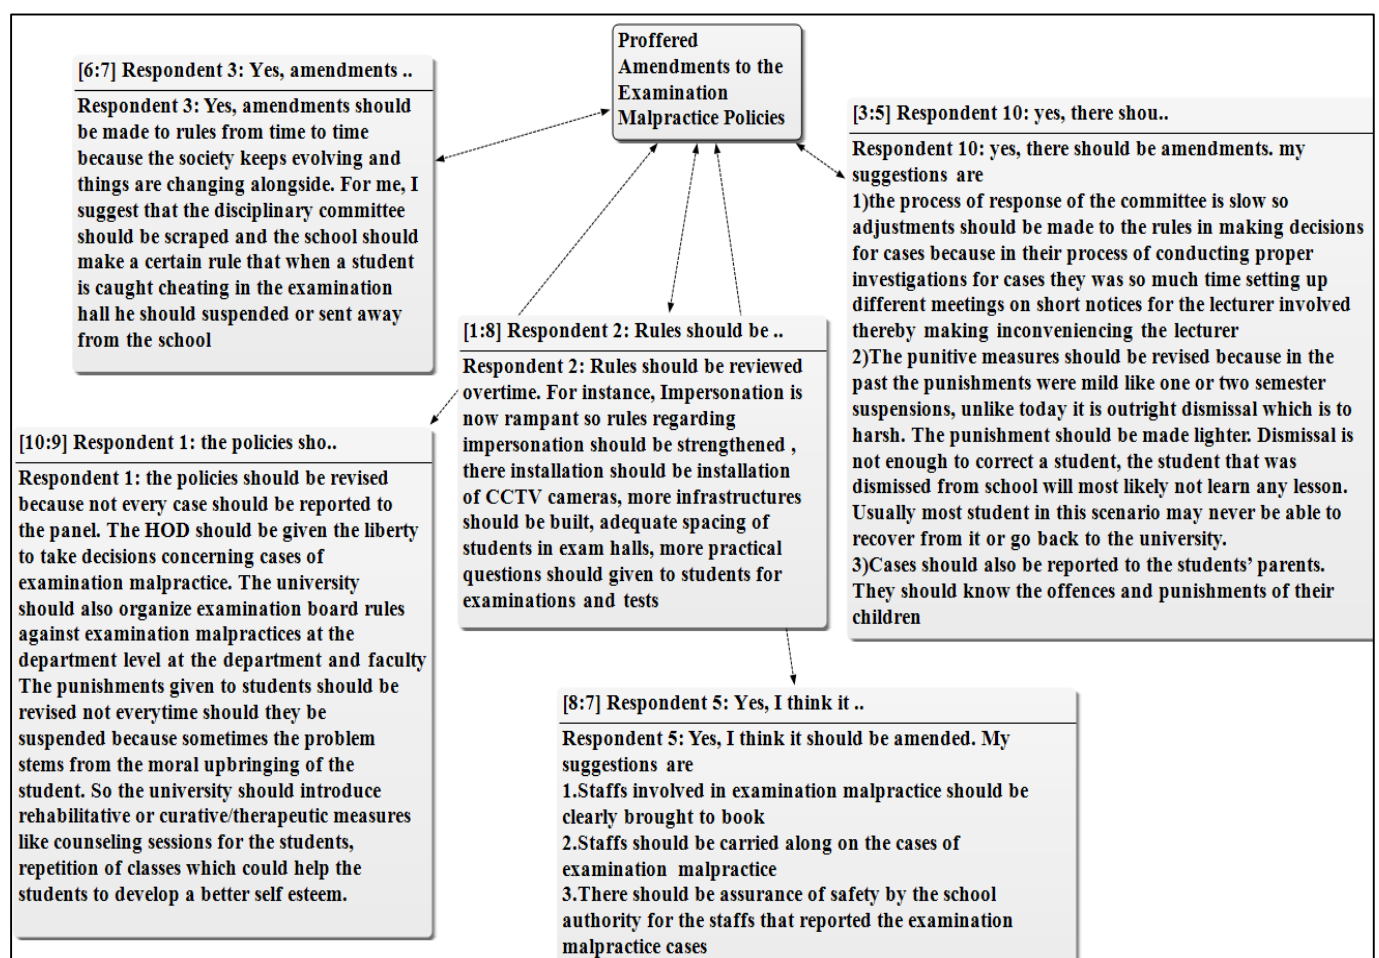 Proffered
Amendments to the
Examination
Malpractice Policies
[6:7] Respondent 3: Yes, amendments ..
Respondent 3: Yes, amendments should
be made to rules from time to time
because the society keeps evolving and
things are changing alongside. For me, I
suggest that the disciplinary committee
should be scraped and the school should
make a certain rule that when a student
is caught cheating in the examination
hall he should suspended or sent away
from the school
[3:5] Respondent 10: yes, there shou..
Respondent 10: yes, there should be amendments. my
suggestions are
1)the process of response of the committee is slow so
adjustments should be made to the rules in making decisions
for cases because in their process of conducting proper
investigations for cases they was so much time setting up
different meetings on short notices for the lecturer involved
thereby making inconveniencing the lecturer
2)The punitive measures should be revised because in the
past the punishments were mild like one or two semester
suspensions, unlike today it is outright dismissal which is to
harsh. The punishment should be made lighter. Dismissal is
not enough to correct a student, the student that was
dismissed from school will most likely not learn any lesson.
Usually most student in this scenario may never be able to
recover from it or go back to the university.
3)Cases should also be reported to the students' parents.
They should know the offences and punishments of their
children
[1:8] Respondent 2: Rules should be ..
Respondent 2: Rules should be reviewed
overtime. For instance, Impersonation is
now rampant so rules regarding
impersonation should be strengthened ,
there installation should be installation
of CCTV cameras, more infrastructures
should be built, adequate spacing of
students in exam halls, more practical
questions should given to students for
examinations and tests
[10:9] Respondent 1: the policies sho..
Respondent 1: the policies should be revised
because not every case should be reported to
the panel. The HOD should be given the liberty
to take decisions concerning cases of
examination malpractice. The university
should also organize examination board rules
against examination malpractices at the
department level at the department and faculty
The punishments given to students should be
revised not everytime should they be
suspended because sometimes the problem
stems from the moral upbringing of the
student. So the university should introduce
rehabilitative or curative/therapeutic measures
like counseling sessions for the students,
repetition of classes which could help the
students to develop a better self esteem.
[8:7] Respondent 5: Yes, I think it ..
Respondent 5: Yes, I think it should be amended. My
suggestions are
1.Staffs involved in examination malpractice should be
clearly brought to book
2.Staffs should be carried along on the cases of
examination malpractice
3.There should be assurance of safety by the school
authority for the staffs that reported the examination
malpractice cases